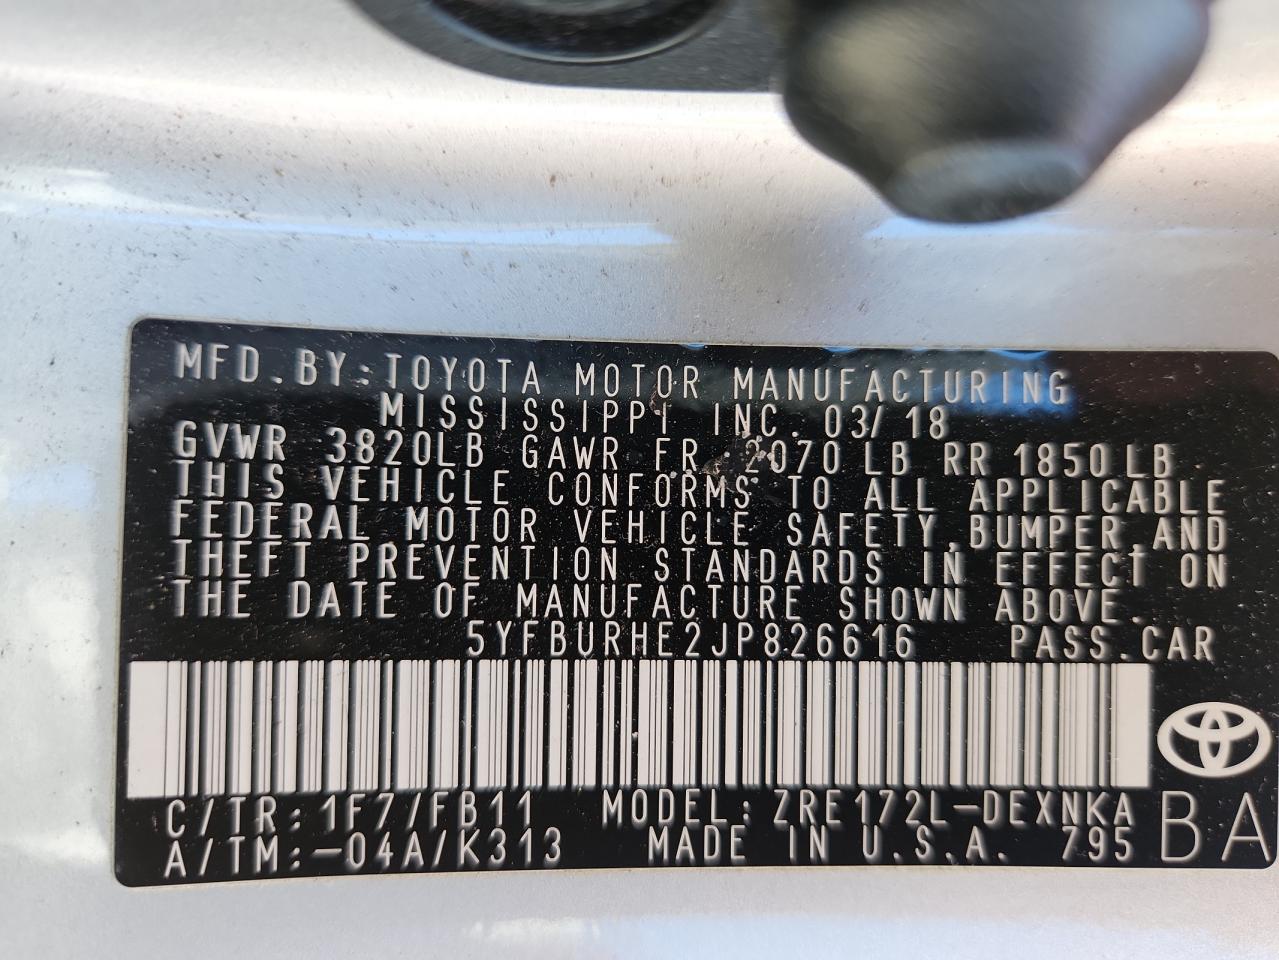 MFD.BY:TOYOTA MOTOR MANUFACTURING
MISSISSIPPI INC. 03/18
GVWR 3820LB GAWR FR 2070LB RR 1850LB
THIS VEHICLE CONFORMS TO ALL APPLICABLE
FEDERAL MOTOR VEHICLE SAFETY,BUMPER,AND
THEFT PREVENTION STANDARDS IN EFFECT ON
THE DATE OF MANUFACTURE SHOWN ABOVE.
5YFBURHE2JP826616 PASS.CAR
C/TR:1F7/FB11 MODEL:ZRE172L-DEXNKA
A/TM:-04A/K313 MADE IN U.S.A. 795
BA